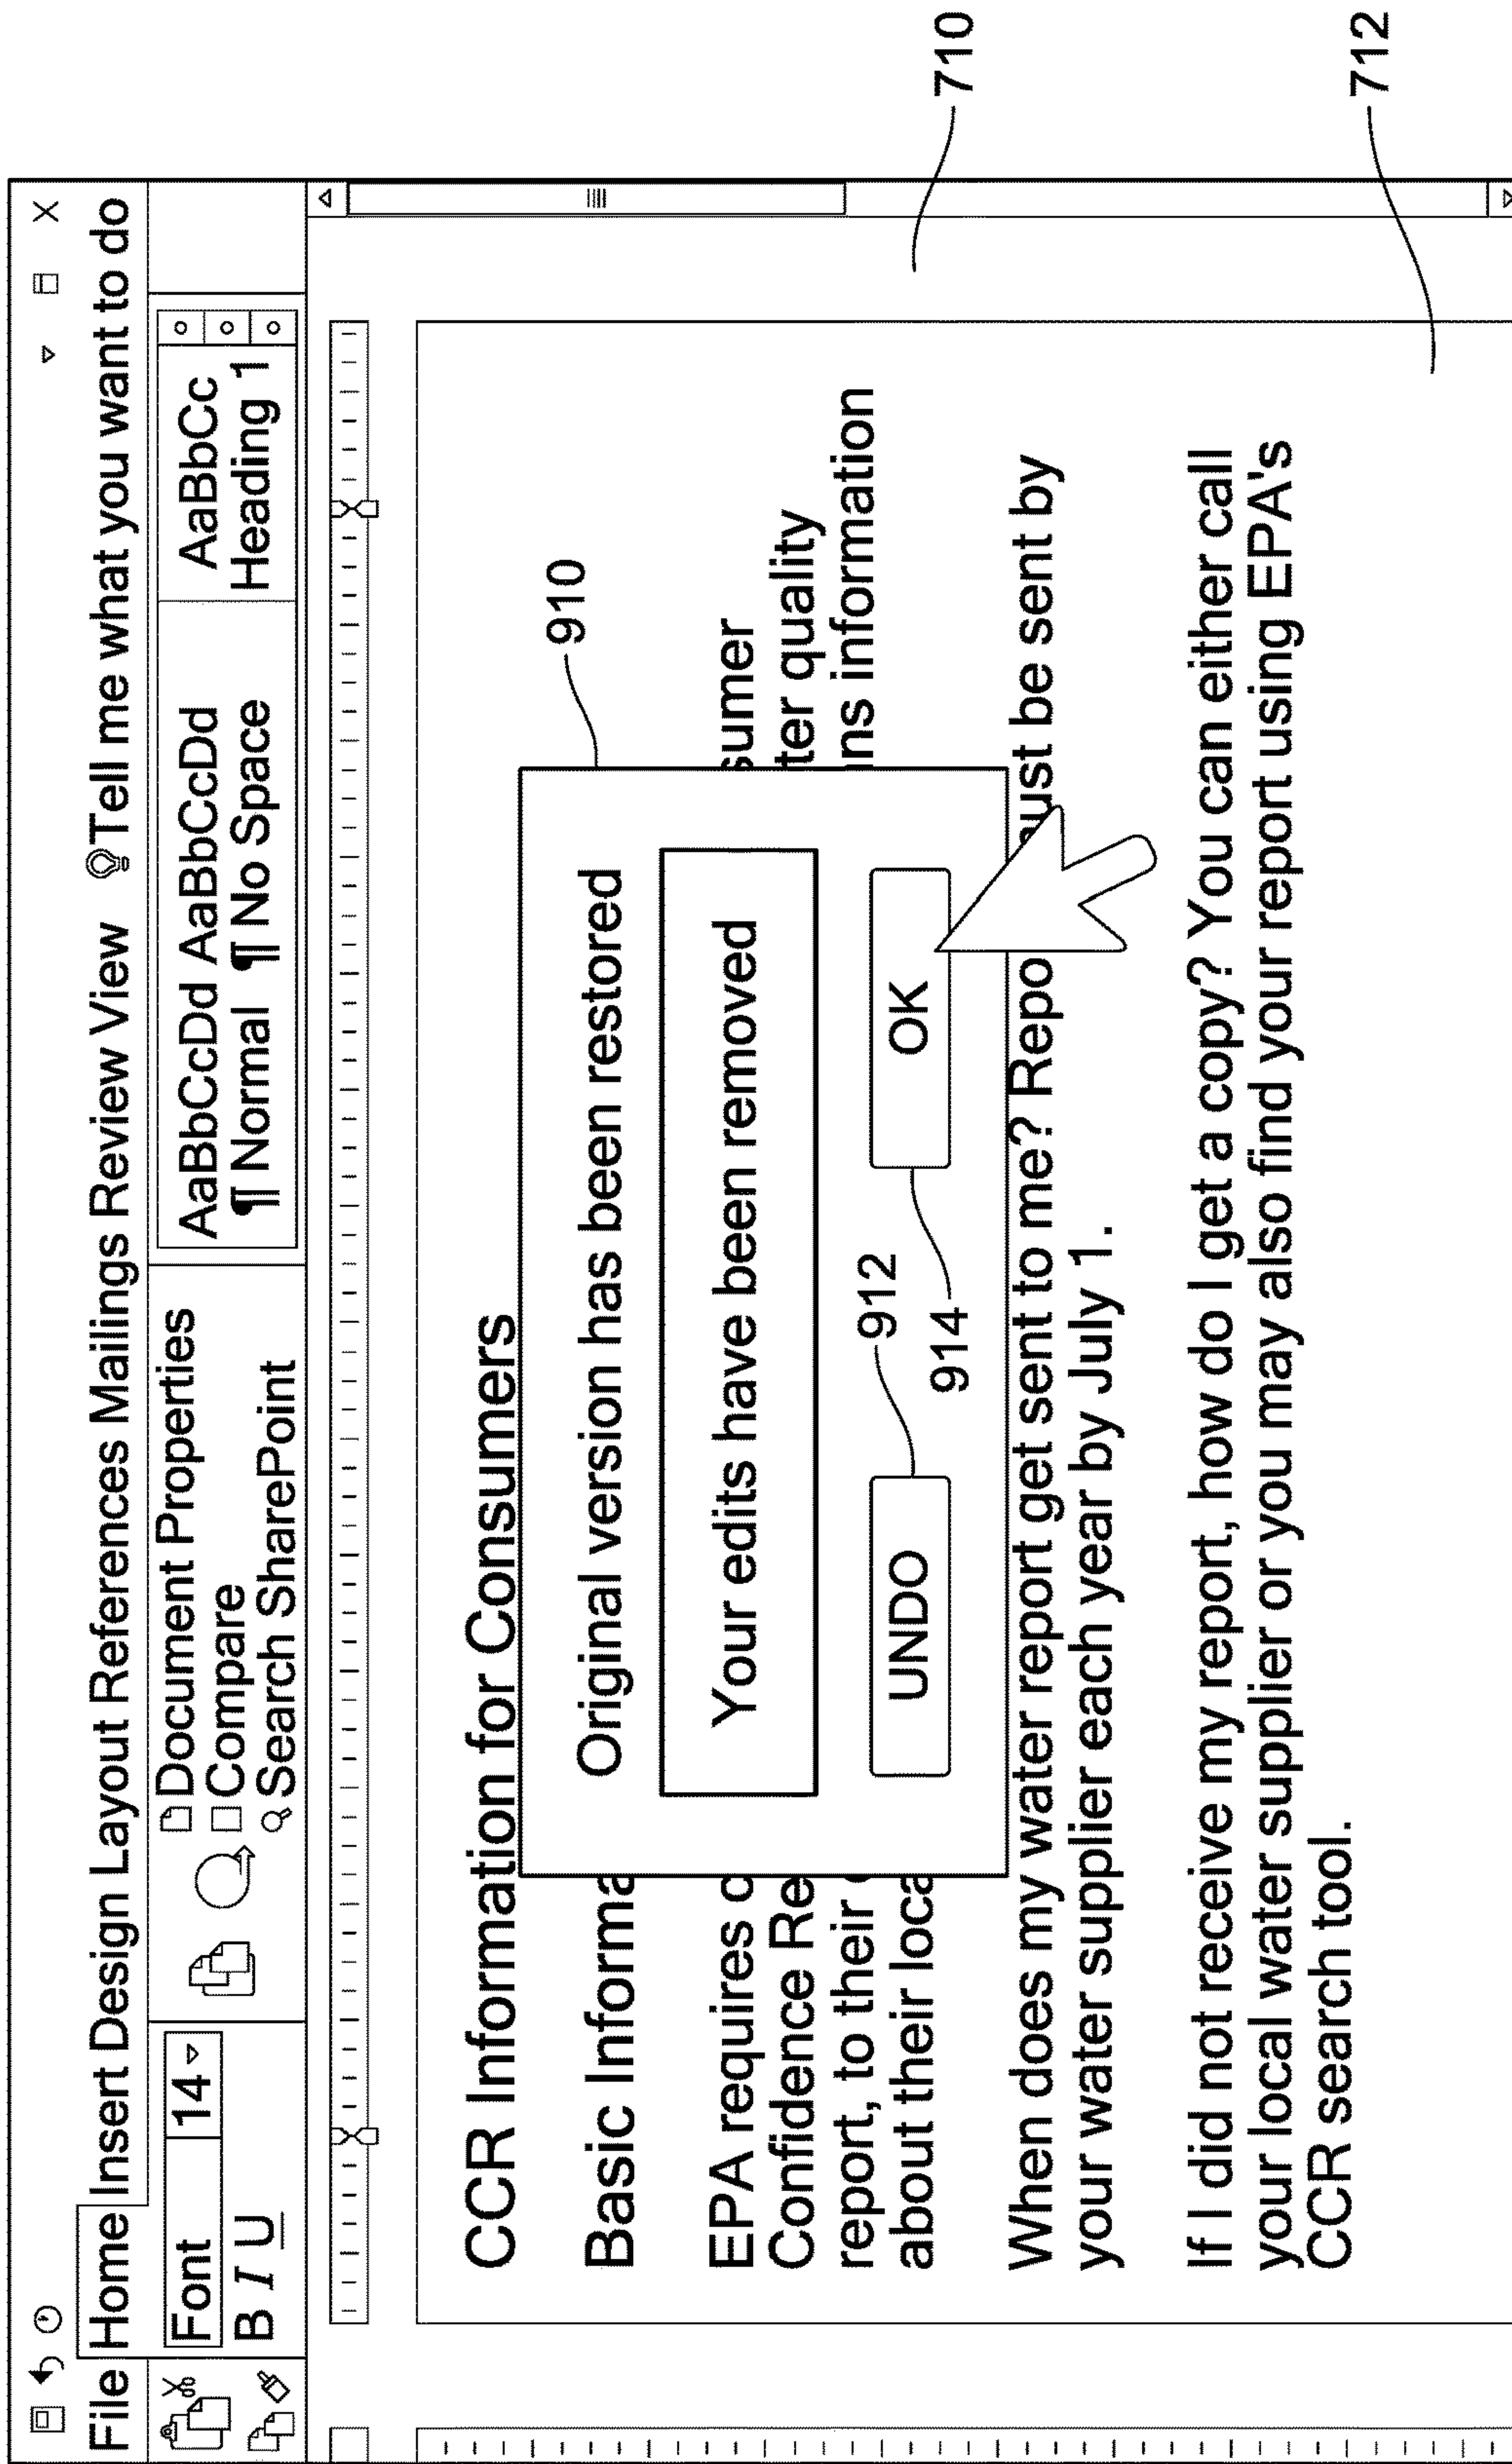 File Home Insert Design Layout References Mailings Review View Tell me what you want to do
Font 14
B I U
Document Properties
Compare
Search SharePoint
AaBbCcDd AaBbCcDd AaBbCc
¶ Normal ¶ No Space Heading 1
CCR Information for Consumers
910
Original version has been restored
Your edits have been removed
UNDO
912
OK
914
Basic Informa
EPA requires sumer
Confidence Re ter quality
report, to their ns information
about their loca
When does my water report get sent to me? Repo ust be sent by
your water supplier each year by July 1.
If I did not receive my report, how do I get a copy? You can either call
your local water supplier or you may also find your report using EPA's
CCR search tool.
710
712